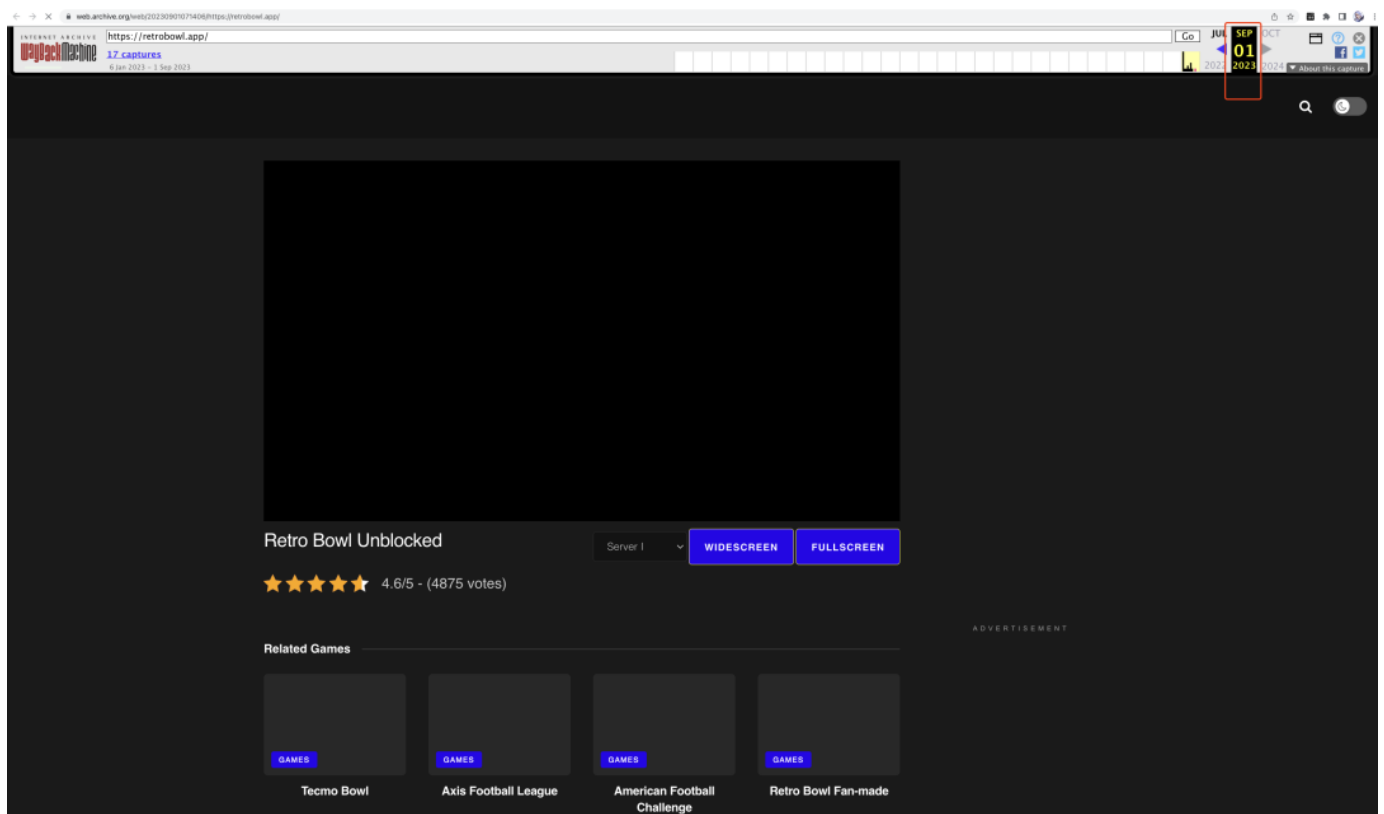 web.archive.org/web/20230901071406/https://retrobowl.app/
INTERNET ARCHIVE
WayBackMachine
https://retrobowl.app/
Go
JUL SEP OCT
17 captures
01
6 Jan 2023 – 1 Sep 2023
2022 2023 2024
About this capture
Retro Bowl Unblocked
Server I
WIDESCREEN
FULLSCREEN
4.6/5 - (4875 votes)
ADVERTISEMENT
Related Games
GAMES GAMES GAMES GAMES
Tecmo Bowl Axis Football League American Football Retro Bowl Fan-made
Challenge